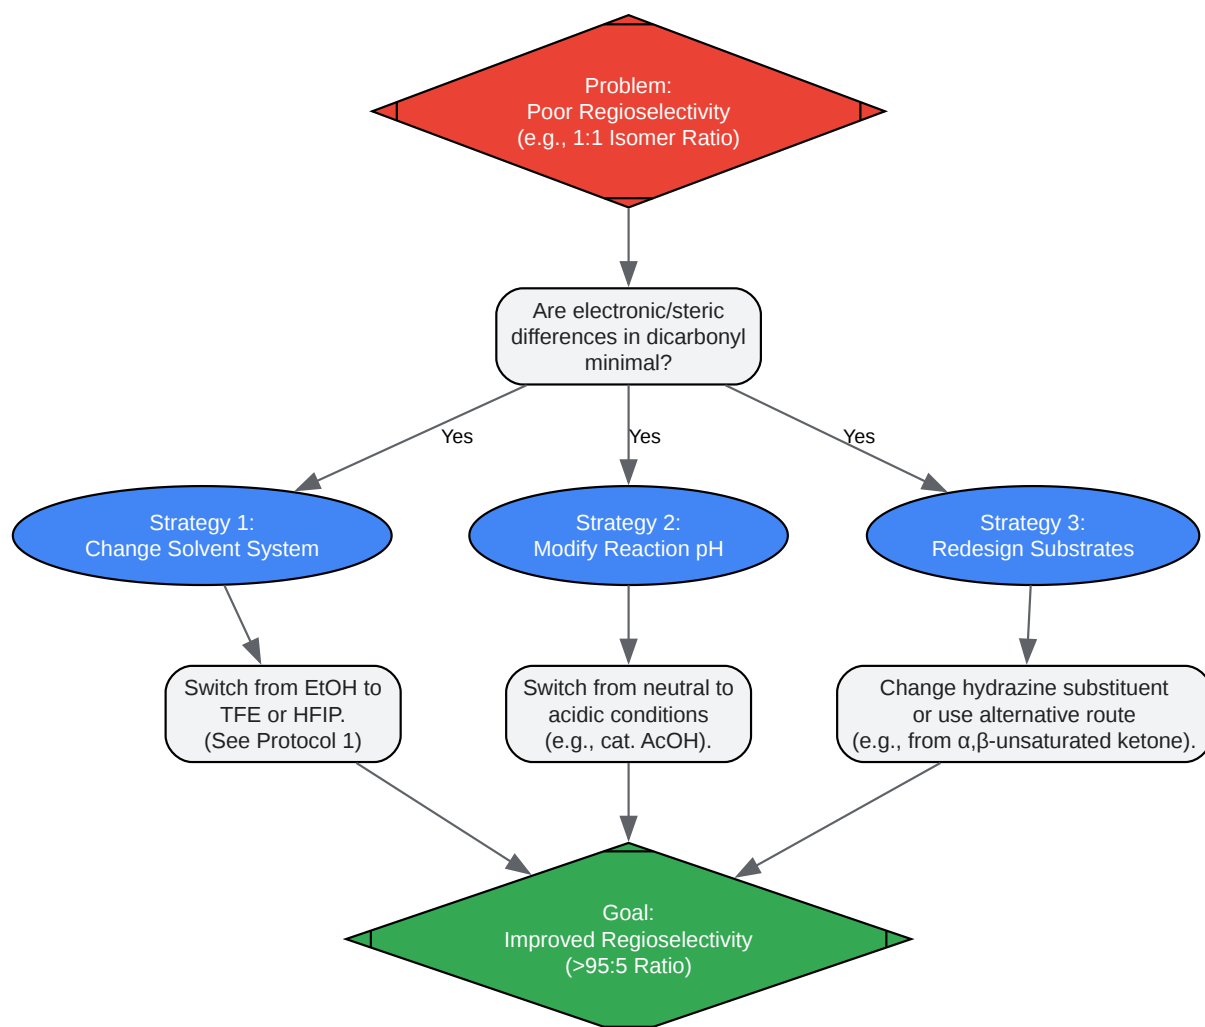 Problem:
Poor Regioselectivity
(e.g., 1:1 Isomer Ratio)
Are electronic/steric
differences in dicarbonyl
minimal?
Yes
Yes
Yes
Strategy 1:
Change Solvent System
Strategy 2:
Modify Reaction pH
Strategy 3:
Redesign Substrates
Switch from EtOH to
TFE or HFIP.
(See Protocol 1)
Switch from neutral to
acidic conditions
(e.g., cat. AcOH).
Change hydrazine substituent
or use alternative route
(e.g., from α,β-unsaturated ketone).
Goal:
Improved Regioselectivity
(>95:5 Ratio)